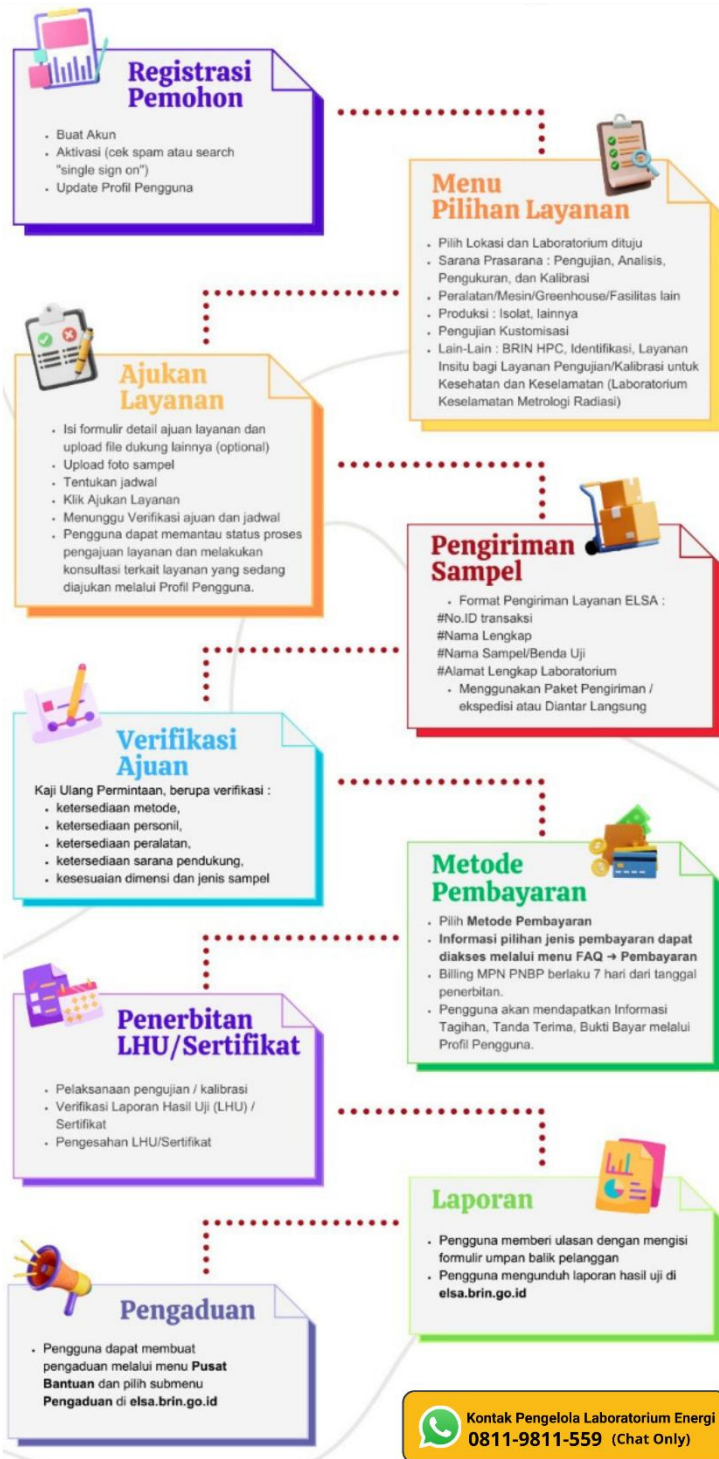 Registrasi
Pemohon
• Buat Akun
• Aktivasi (cek spam atau search
"single sign on")
• Update Profil Pengguna
Menu
Pilihan Layanan
• Pilih Lokasi dan Laboratorium dituju
• Sarana Prasarana : Pengujian, Analisis,
Pengukuran, dan Kalibrasi
• Peralatan/Mesin/Greenhouse/Fasilitas lain
• Produksi : Isolat, lainnya
• Pengujian Kustomisasi
• Lain-Lain : BRIN HPC, Identifikasi, Layanan
Insitu bagi Layanan Pengujian/Kalibrasi untuk
Kesehatan dan Keselamatan (Laboratorium
Keselamatan Metrologi Radiasi)
Ajukan
Layanan
• Isi formulir detail ajuan layanan dan
upload file dukung lainnya (optional)
• Upload foto sampel
• Tentukan jadwal
• Klik Ajukan Layanan
• Menunggu Verifikasi ajuan dan jadwal
• Pengguna dapat memantau status proses
pengajuan layanan dan melakukan
konsultasi terkait layanan yang sedang
diajukan melalui Profil Pengguna.
Pengiriman
Sampel
• Format Pengiriman Layanan ELSA :
#No.ID transaksi
#Nama Lengkap
#Nama Sampel/Benda Uji
#Alamat Lengkap Laboratorium
• Menggunakan Paket Pengiriman /
ekspedisi atau Diantar Langsung
Verifikasi
Ajuan
Kaji Ulang Permintaan, berupa verifikasi :
• ketersediaan metode,
• ketersediaan personil,
• ketersediaan peralatan,
• ketersediaan sarana pendukung,
• kesesuaian dimensi dan jenis sampel
Metode
Pembayaran
• Pilih Metode Pembayaran
• Informasi pilihan jenis pembayaran dapat
diakses melalui menu FAQ → Pembayaran
• Billing MPN PNBP berlaku 7 hari dari tanggal
penerbitan.
• Pengguna akan mendapatkan Informasi
Tagihan, Tanda Terima, Bukti Bayar melalui
Profil Pengguna.
Penerbitan
LHU/Sertifikat
• Pelaksanaan pengujian / kalibrasi
• Verifikasi Laporan Hasil Uji (LHU) /
Sertifikat
• Pengesahan LHU/Sertifikat
Laporan
• Pengguna memberi ulasan dengan mengisi
formulir umpan balik pelanggan
• Pengguna mengunduh laporan hasil uji di
elsa.brin.go.id
Pengaduan
• Pengguna dapat membuat
pengaduan melalui menu Pusat
Bantuan dan pilih submenu
Pengaduan di elsa.brin.go.id
Kontak Pengelola Laboratorium Energi
0811-9811-559 (Chat Only)